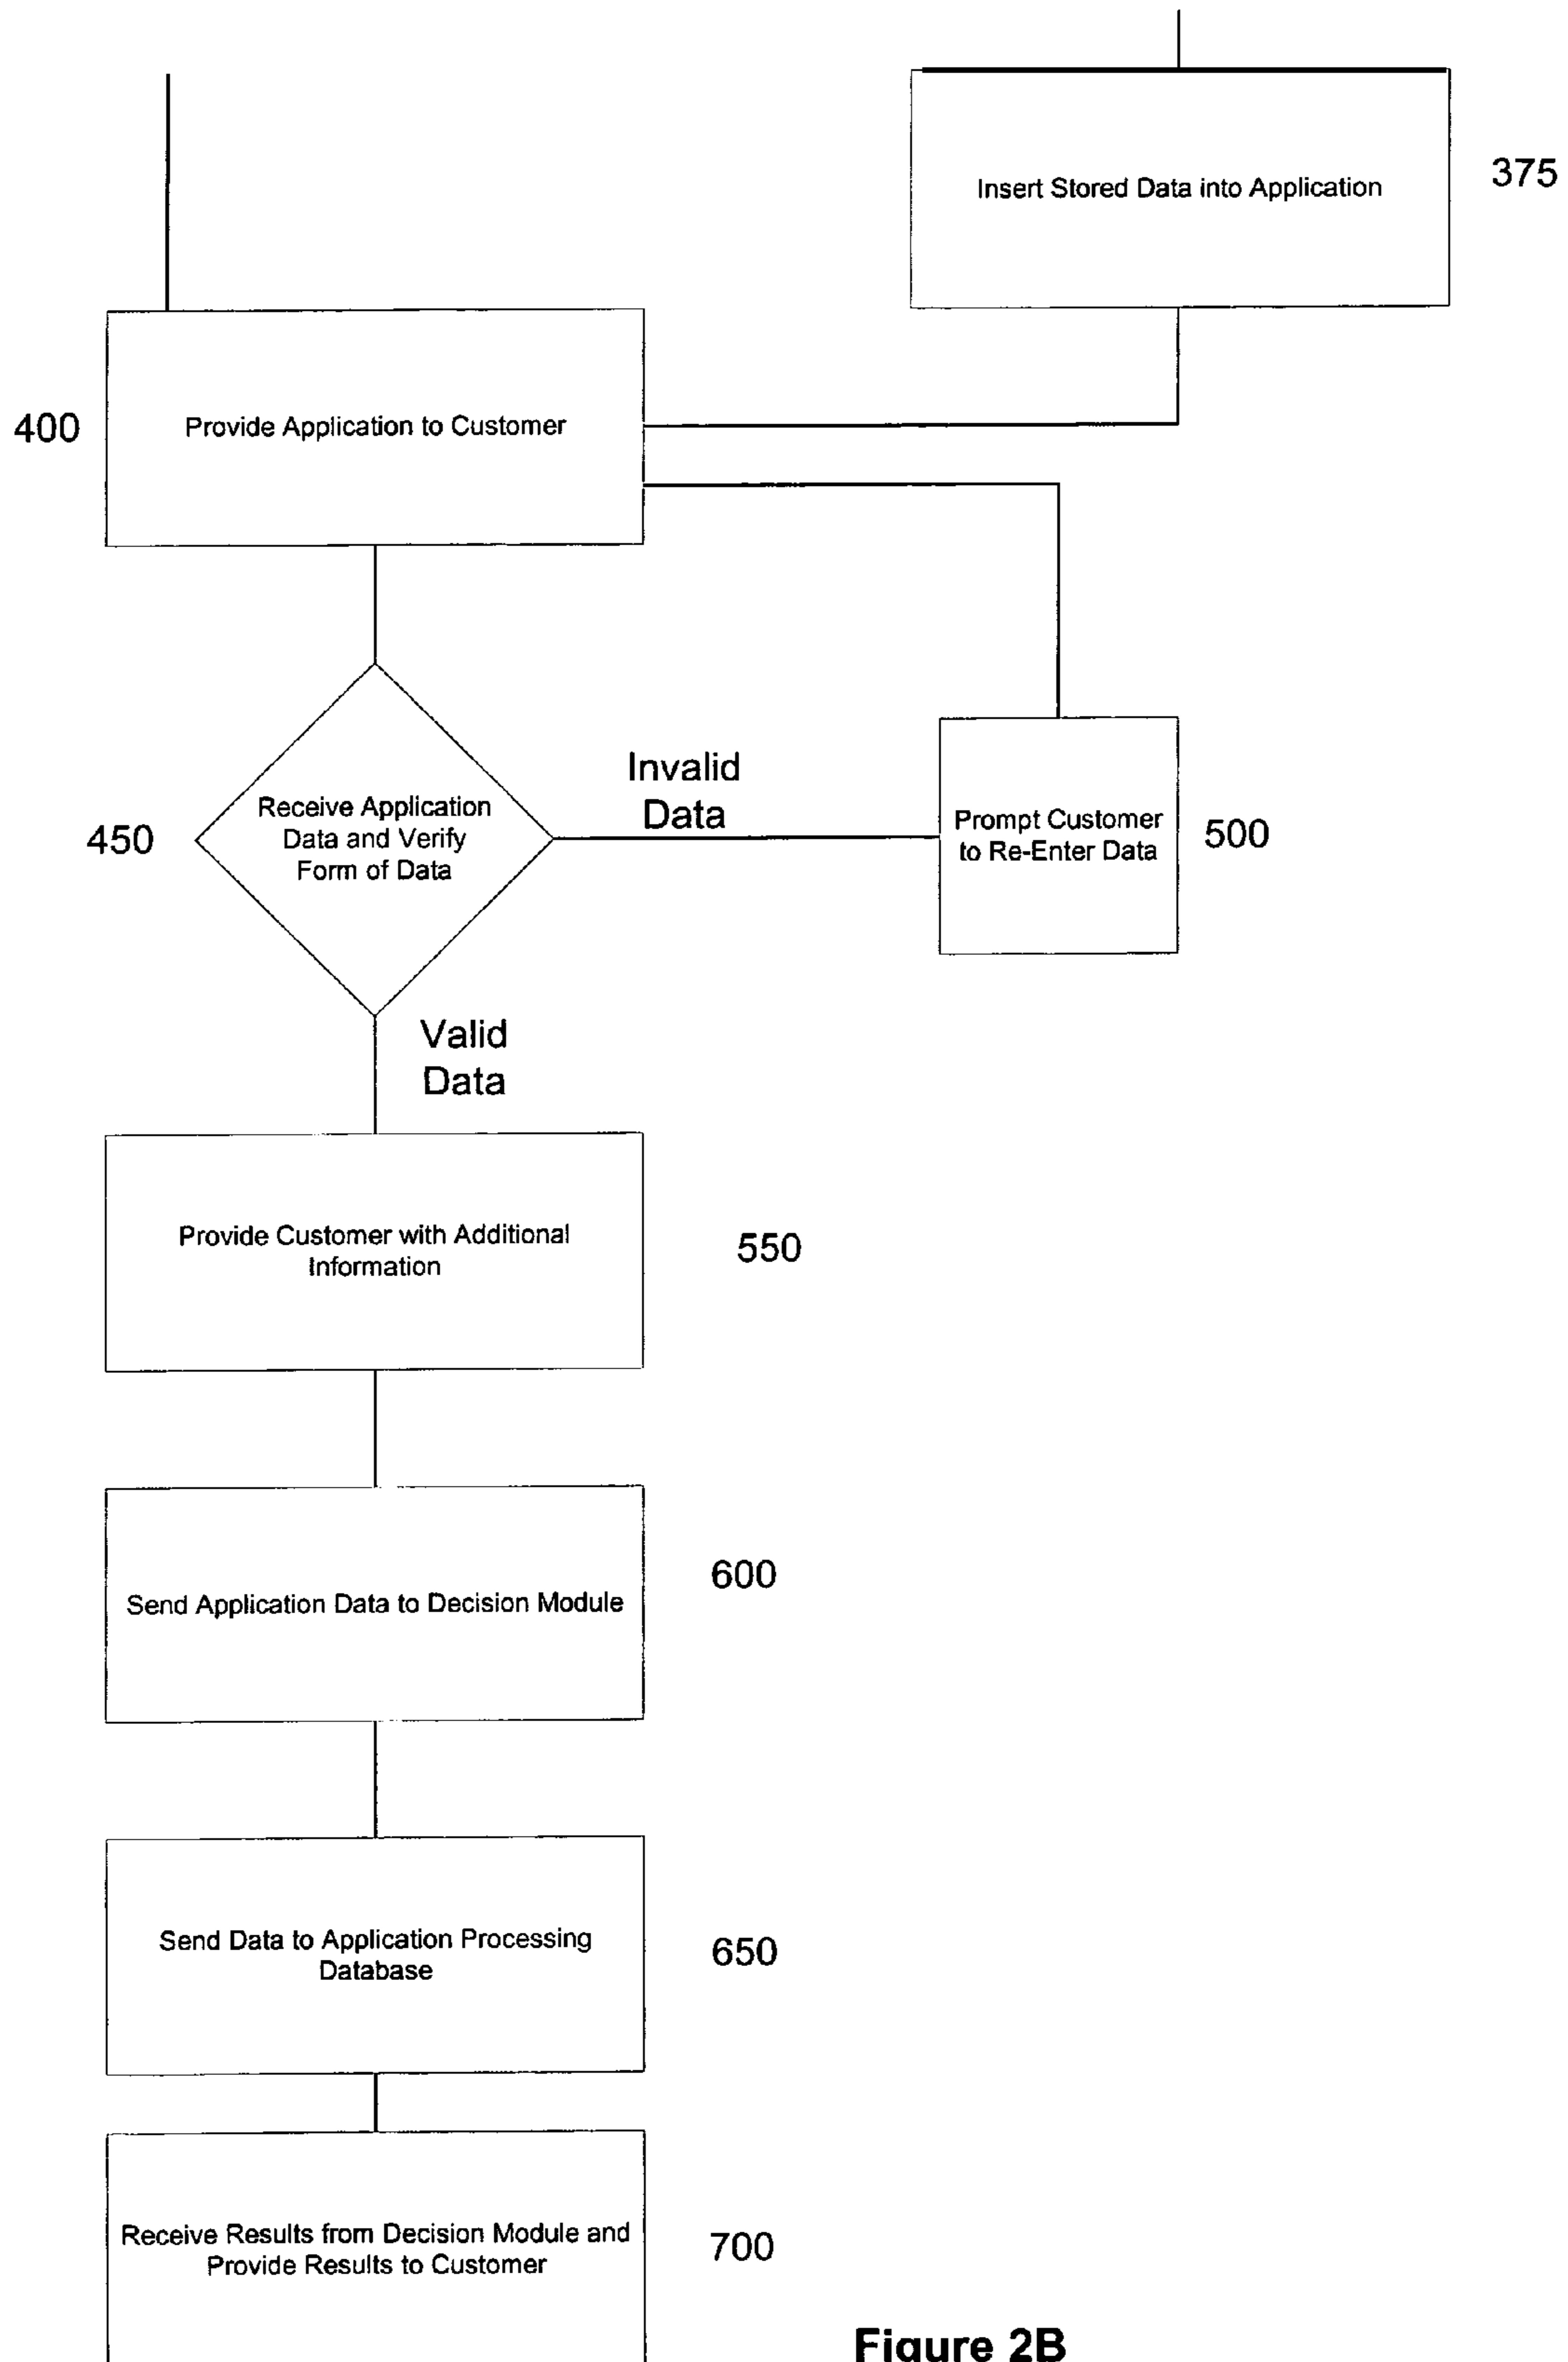 Insert Stored Data into Application
375
400
Provide Application to Customer
Invalid
Data
Receive Application
Data and Verify
Form of Data
450
Prompt Customer
to Re-Enter Data
500
Valid
Data
Provide Customer with Additional
Information
550
Send Application Data to Decision Module
600
Send Data to Application Processing
Database
650
Receive Results from Decision Module and
Provide Results to Customer
700
Figure 2B